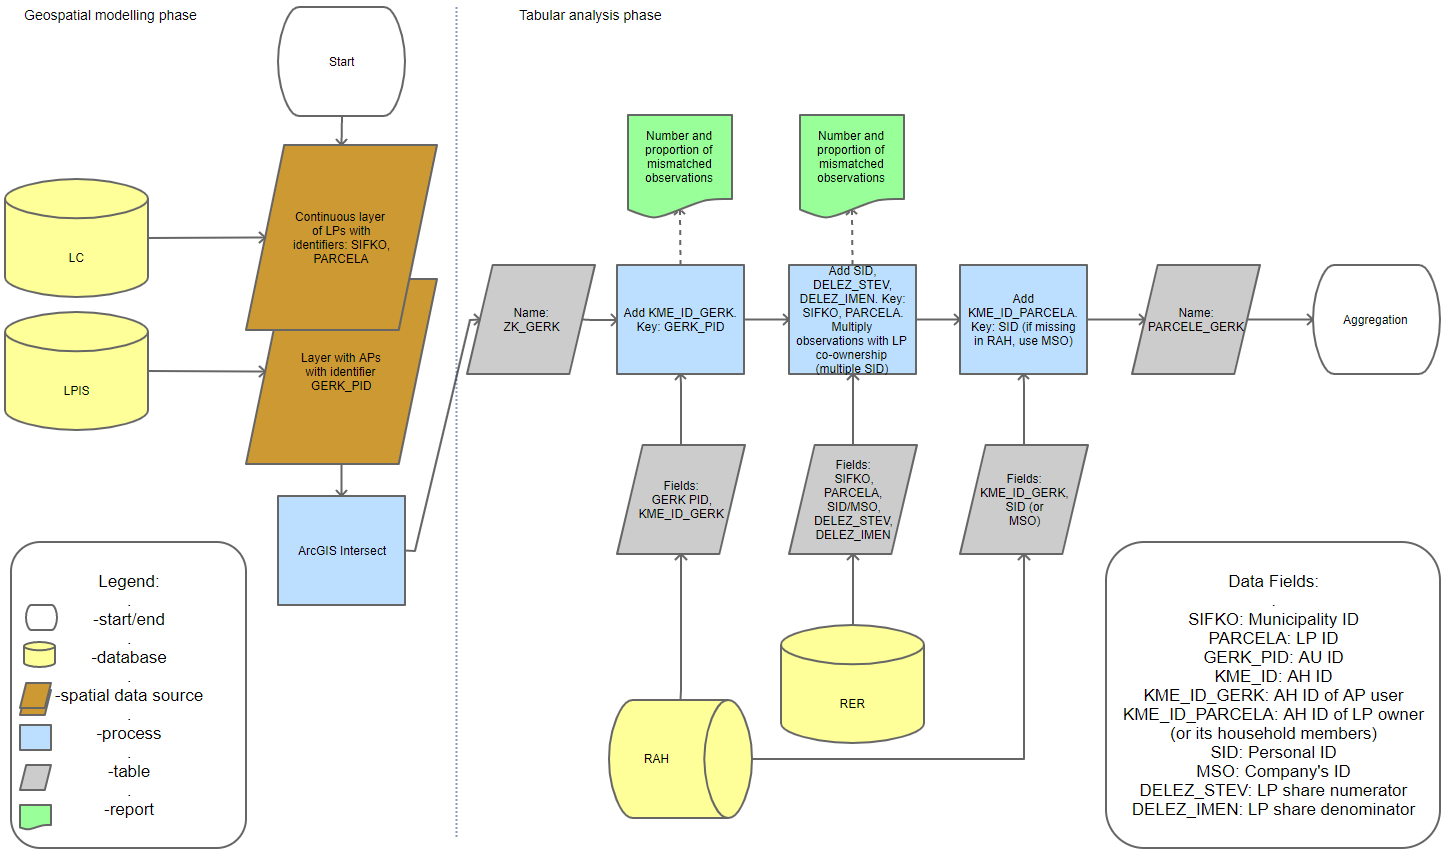 Geospatial modelling phase
Tabular analysis phase
Start
Continuous layer
of LPs with
identifiers: SIFKO,
PARCELA
LC
Layer with APs
with identifier
GERK_PID
LPIS
ArcGIS Intersect
Number and
proportion of
mismatched
observations
Number and
proportion of
mismatched
observations
Name:
ZK_GERK
Add KME_ID_GERK.
Key: GERK_PID
Add SID,
DELEZ_STEV,
DELEZ_IMEN. Key:
SIFKO, PARCELA.
Multiply
observations with LP
co-ownership
(multiple SID)
Add
KME_ID_PARCELA.
Key: SID (if missing
in RAH, use MSO)
Name:
PARCELE_GERK
Aggregation
Fields:
GERK PID,
KME_ID_GERK
Fields:
SIFKO,
PARCELA,
SID/MSO,
DELEZ_STEV,
DELEZ_IMEN
Fields:
KME_ID_GERK,
SID (or
MSO)
RER
RAH
Legend:
.
-start/end
.
-database
.
-spatial data source
.
-process
.
-table
.
-report
Data Fields:
.
SIFKO: Municipality ID
PARCELA: LP ID
GERK_PID: AU ID
KME_ID: AH ID
KME_ID_GERK: AH ID of AP user
KME_ID_PARCELA: AH ID of LP owner
(or its household members)
SID: Personal ID
MSO: Company's ID
DELEZ_STEV: LP share numerator
DELEZ_IMEN: LP share denominator